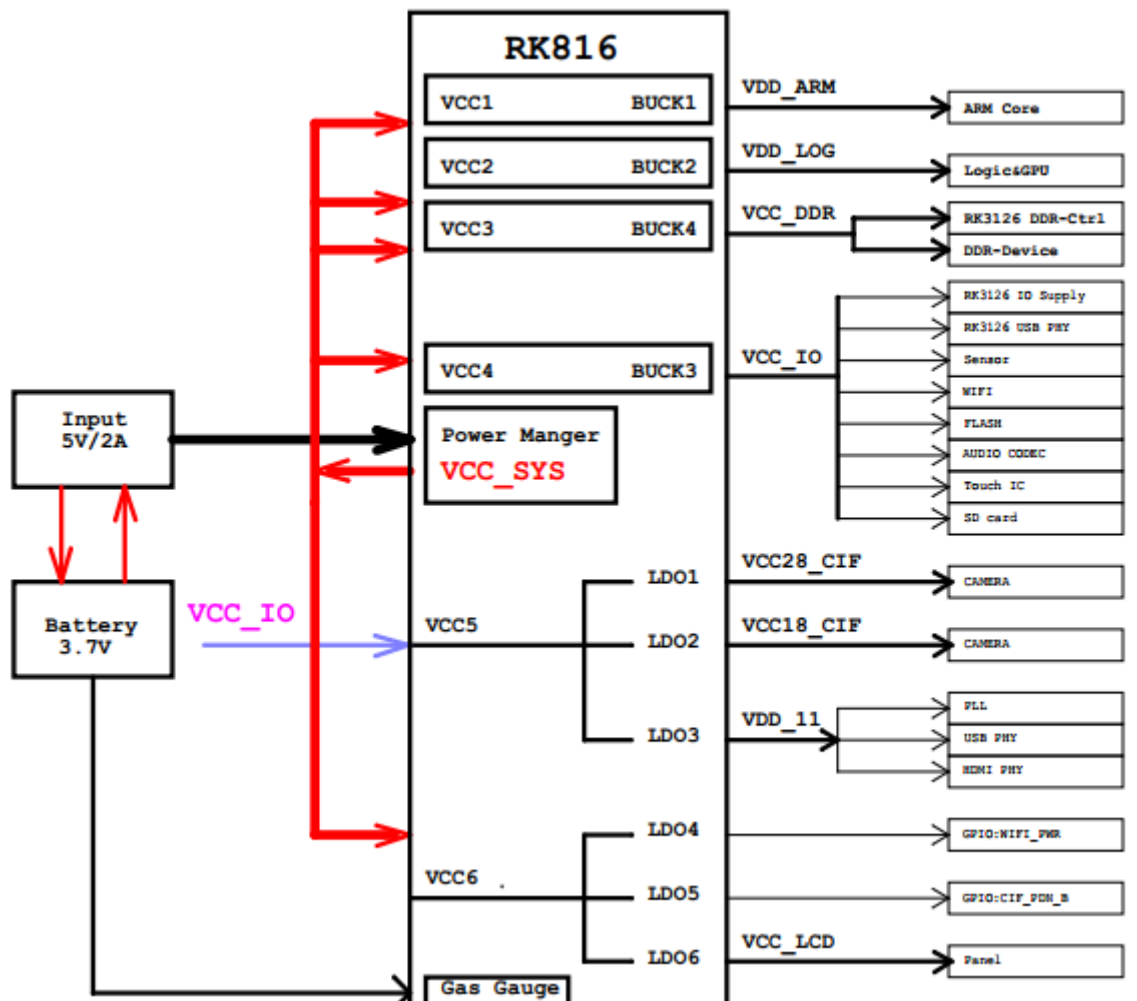 RK816
VCC1 BUCK1
VDD_ARM
ARM Core
VCC2 BUCK2
VDD_LOG
Logic&GPU
VCC3 BUCK4
VCC_DDR
RK3126 DDR-Ctrl
DDR-Device
VCC4 BUCK3
VCC_IO
RK3126 IO Supply
RK3126 USB PHY
Sensor
WIFI
FLASH
AUDIO CODEC
Touch IC
SD card
Input
5V/2A
Power Manger
VCC_SYS
Battery
3.7V
VCC_IO
VCC5
LDO1
VCC28_CIF
CAMERA
LDO2
VCC18_CIF
CAMERA
LDO3
VDD_11
PLL
USB PHY
HDMI PHY
VCC6
LDO4
GPIO:WIFI_PWR
LDO5
GPIO:CIF_PDN_B
LDO6
VCC_LCD
Panel
Gas Gauge